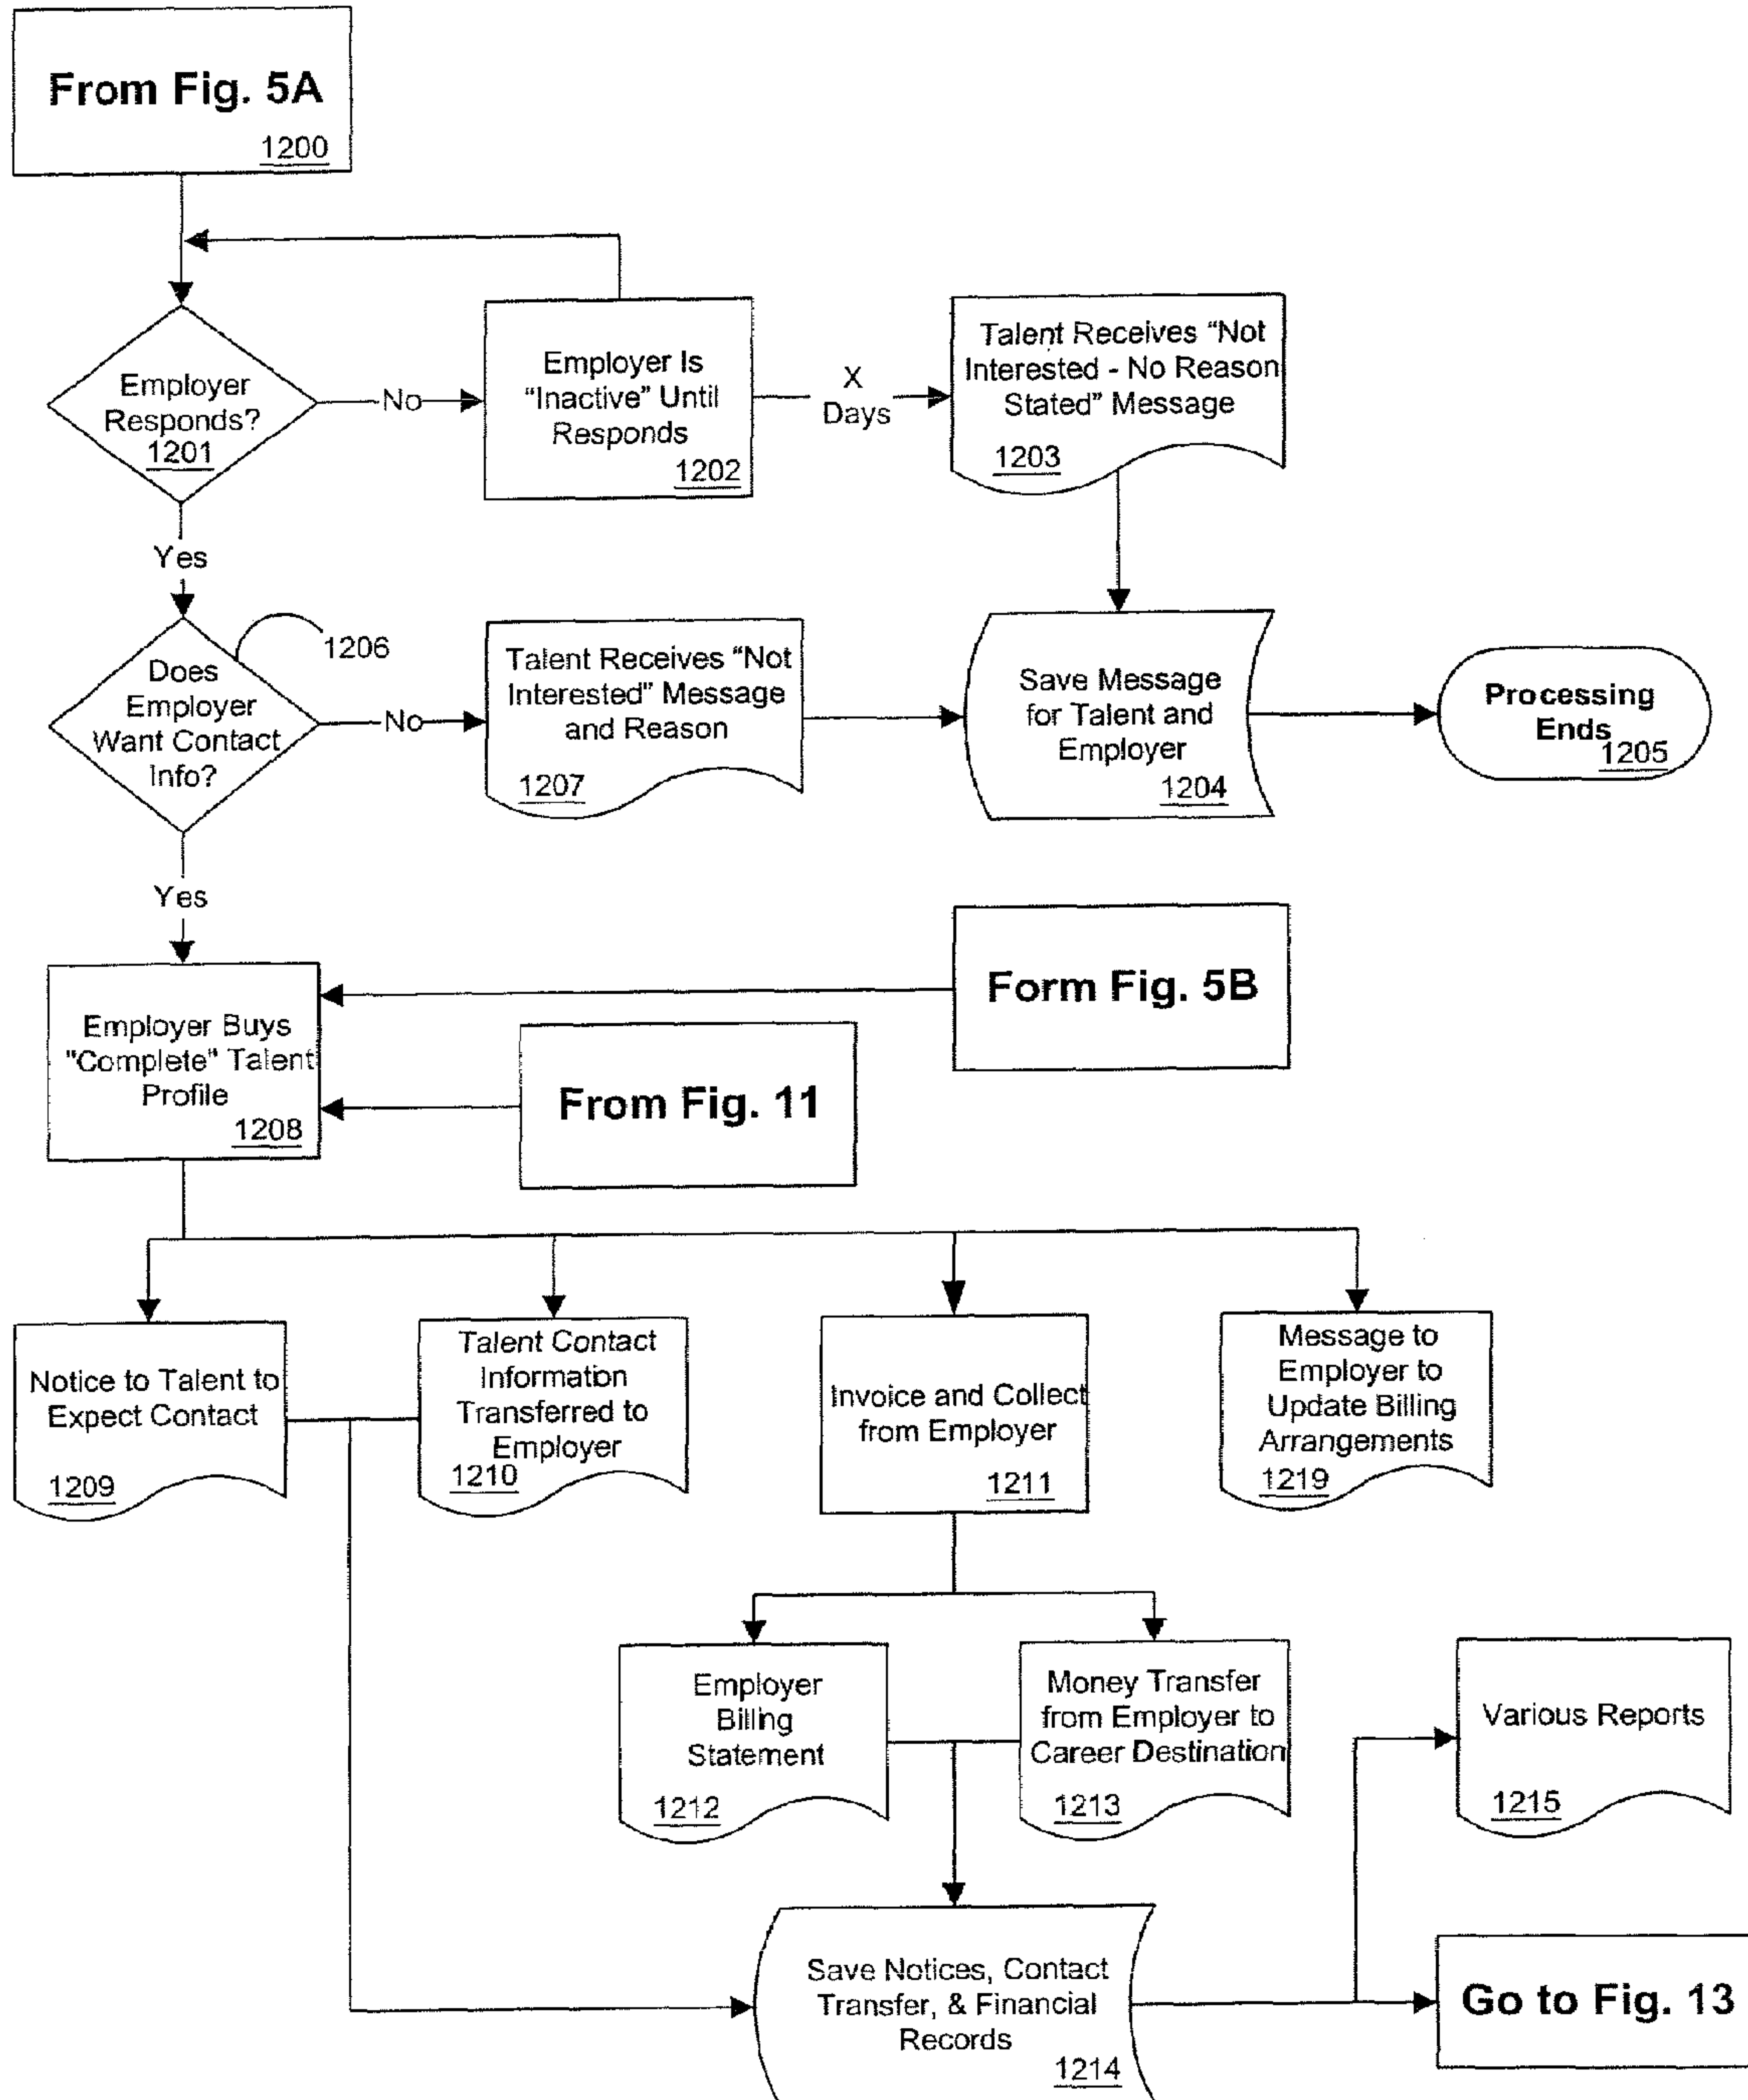 From Fig. 5A
1200
Employer
Responds?
1201
No
Employer Is
“Inactive” Until
Responds
1202
X
Days
Talent Receives “Not
Interested - No Reason
Stated” Message
1203
Yes
Does
Employer
Want Contact
Info?
1206
No
Talent Receives “Not
Interested” Message
and Reason
1207
Save Message
for Talent and
Employer
1204
Processing
Ends
1205
Yes
Employer Buys
"Complete" Talent
Profile
1208
Form Fig. 5B
From Fig. 11
Notice to Talent to
Expect Contact
1209
Talent Contact
Information
Transferred to
Employer
1210
Invoice and Collect
from Employer
1211
Message to
Employer to
Update Billing
Arrangements
1219
Employer
Billing
Statement
1212
Money Transfer
from Employer to
Career Destination
1213
Various Reports
1215
Save Notices, Contact
Transfer, & Financial
Records
1214
Go to Fig. 13